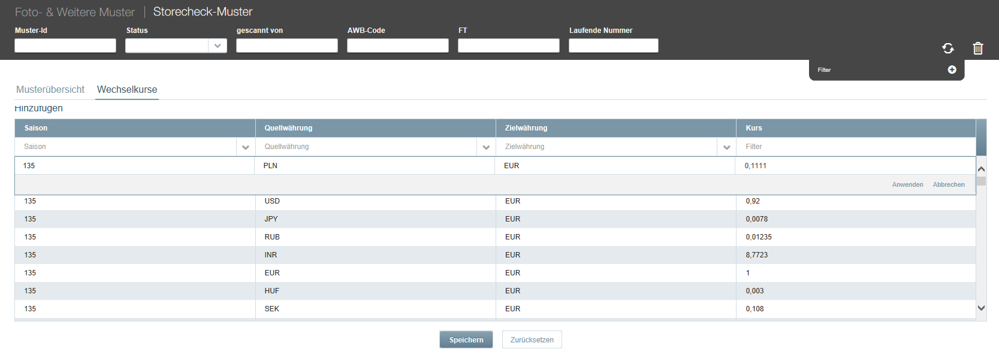 Foto- & Weitere Muster | Storecheck-Muster
Muster-Id Status gescannt von AWB-Code FT Laufende Nummer
Filter
Musterübersicht Wechselkurse
Hinzufügen
Saison Quellwährung Zielwährung Kurs
Saison Quellwährung Zielwährung Filter
135 PLN EUR 0,1111
Anwenden Abbrechen
135 USD EUR 0,92
135 JPY EUR 0,0078
135 RUB EUR 0,01235
135 INR EUR 8,7723
135 EUR EUR 1
135 HUF EUR 0,003
135 SEK EUR 0,108
Speichern Zurücksetzen